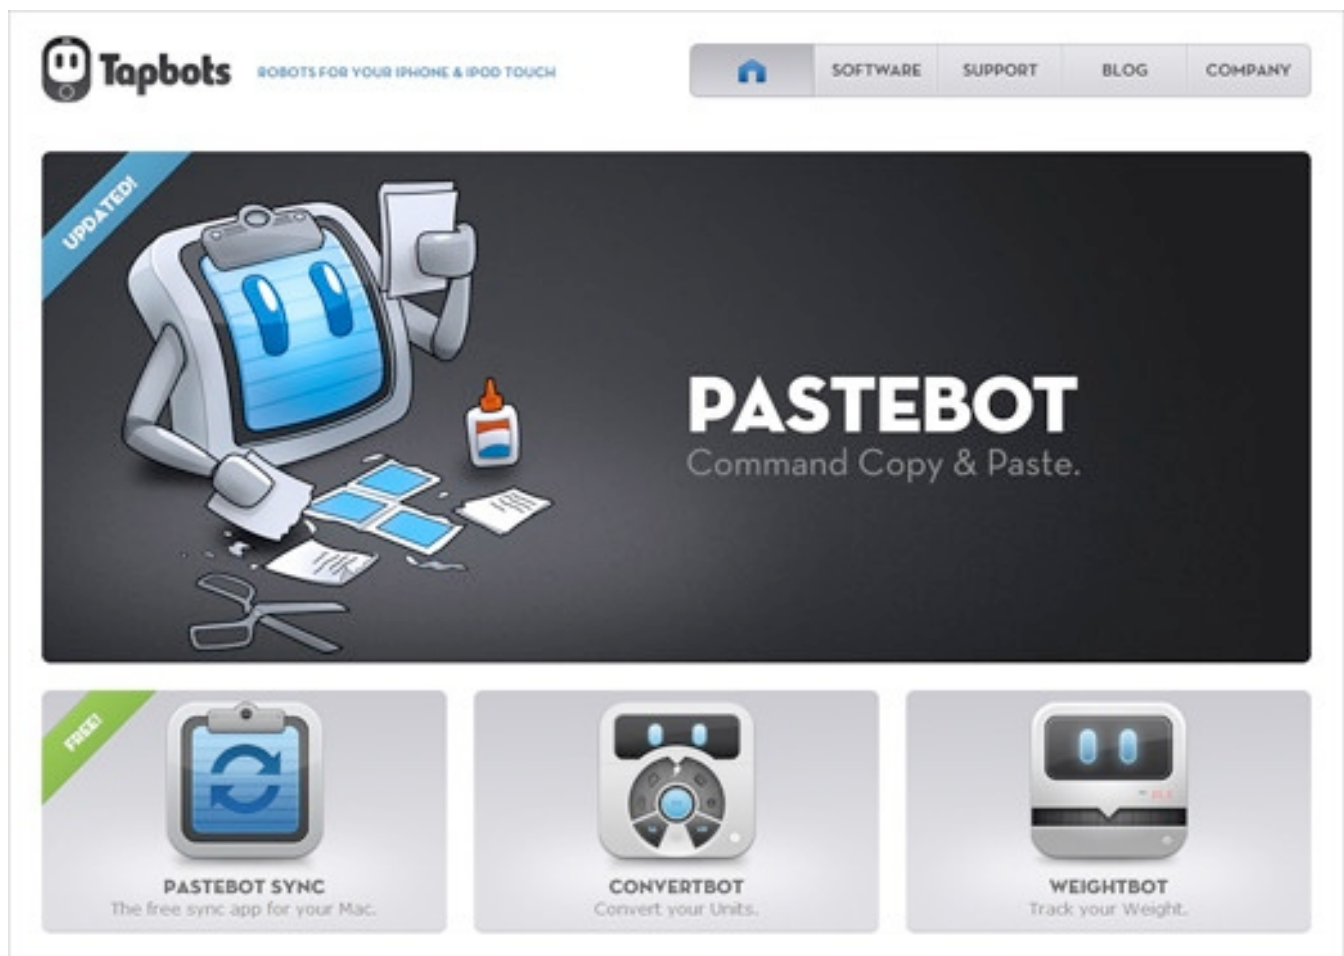 Tapbots
ROBOTS FOR YOUR IPHONE & IPOD TOUCH
SOFTWARE
SUPPORT
BLOG
COMPANY
UPDATED!
PASTEBOT
Command Copy & Paste.
FREE!
PASTEBOT SYNC
The free sync app for your Mac.
CONVERTBOT
Convert your Units.
WEIGHTBOT
Track your Weight.